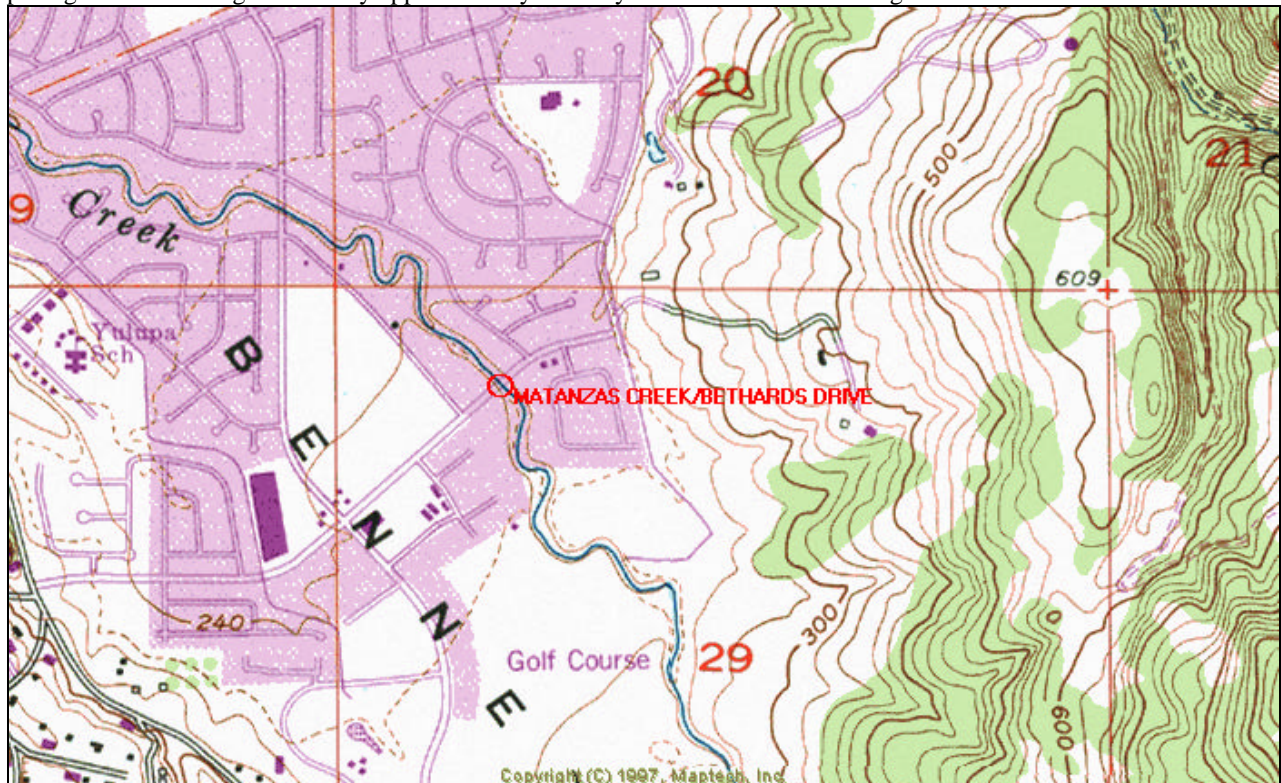 20
500
21
9
Creek
609
Yulupa
Sch
B
MATANZAS CREEK/BETHARDS DRIVE
E
N
N
240
300
Golf Course
29
E
600
Copyright (C) 1997, Maptech, Inc.